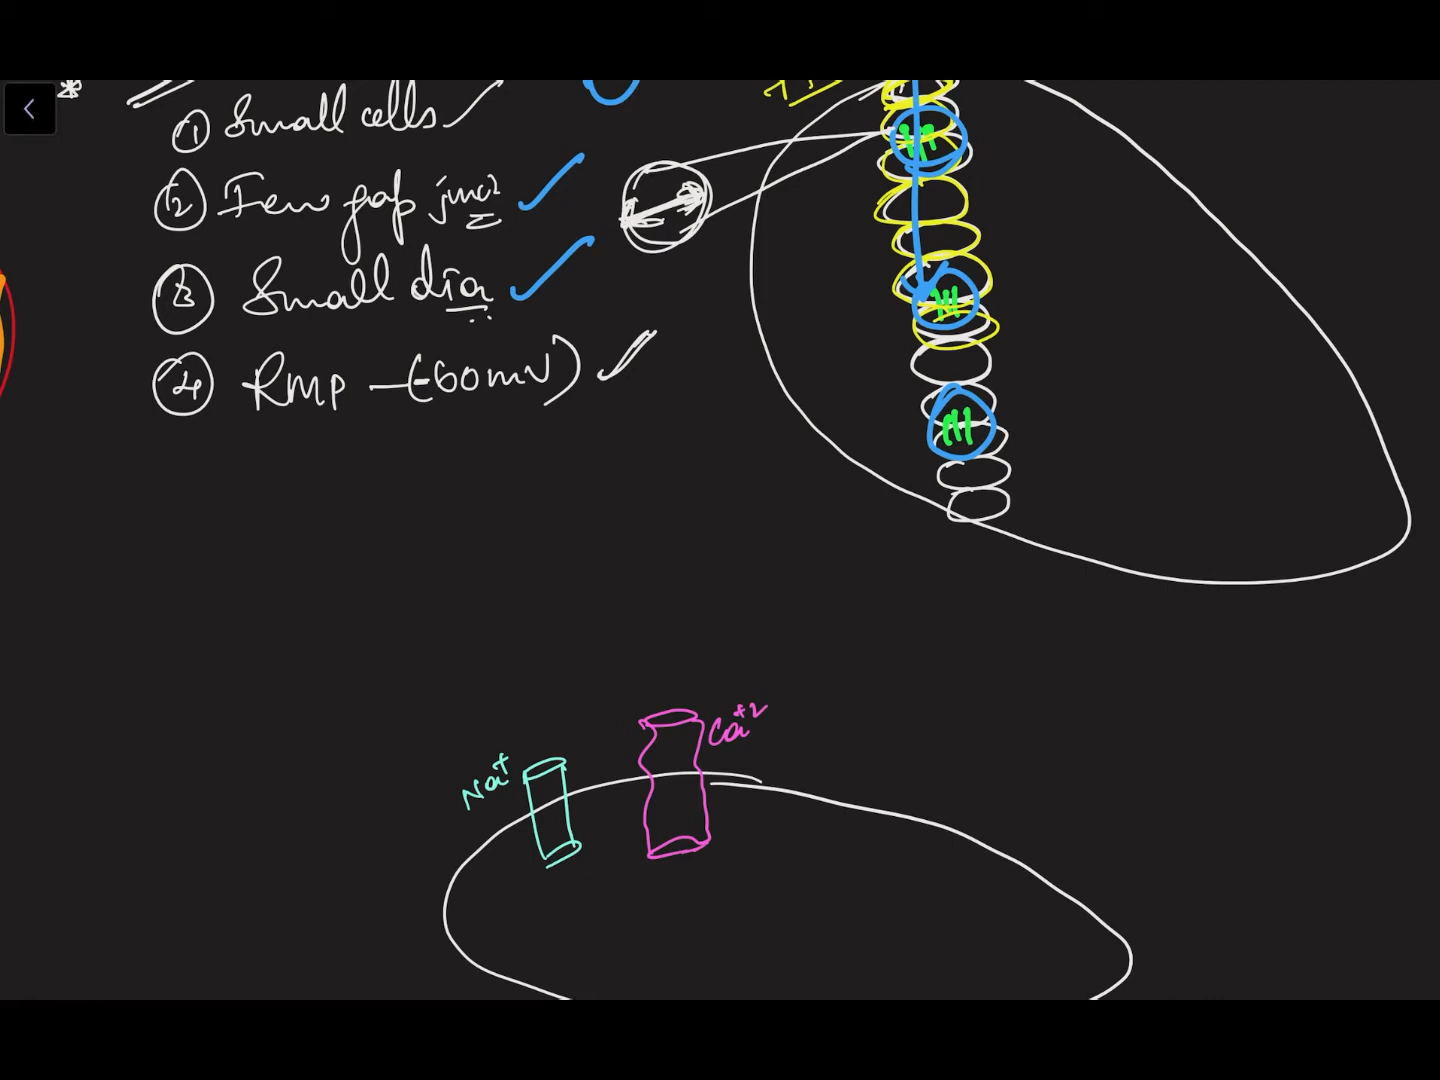 *
① Small cells
② Few gap junc
③ Small dia
④ RMP – (-60mV)
Na+
Ca+2